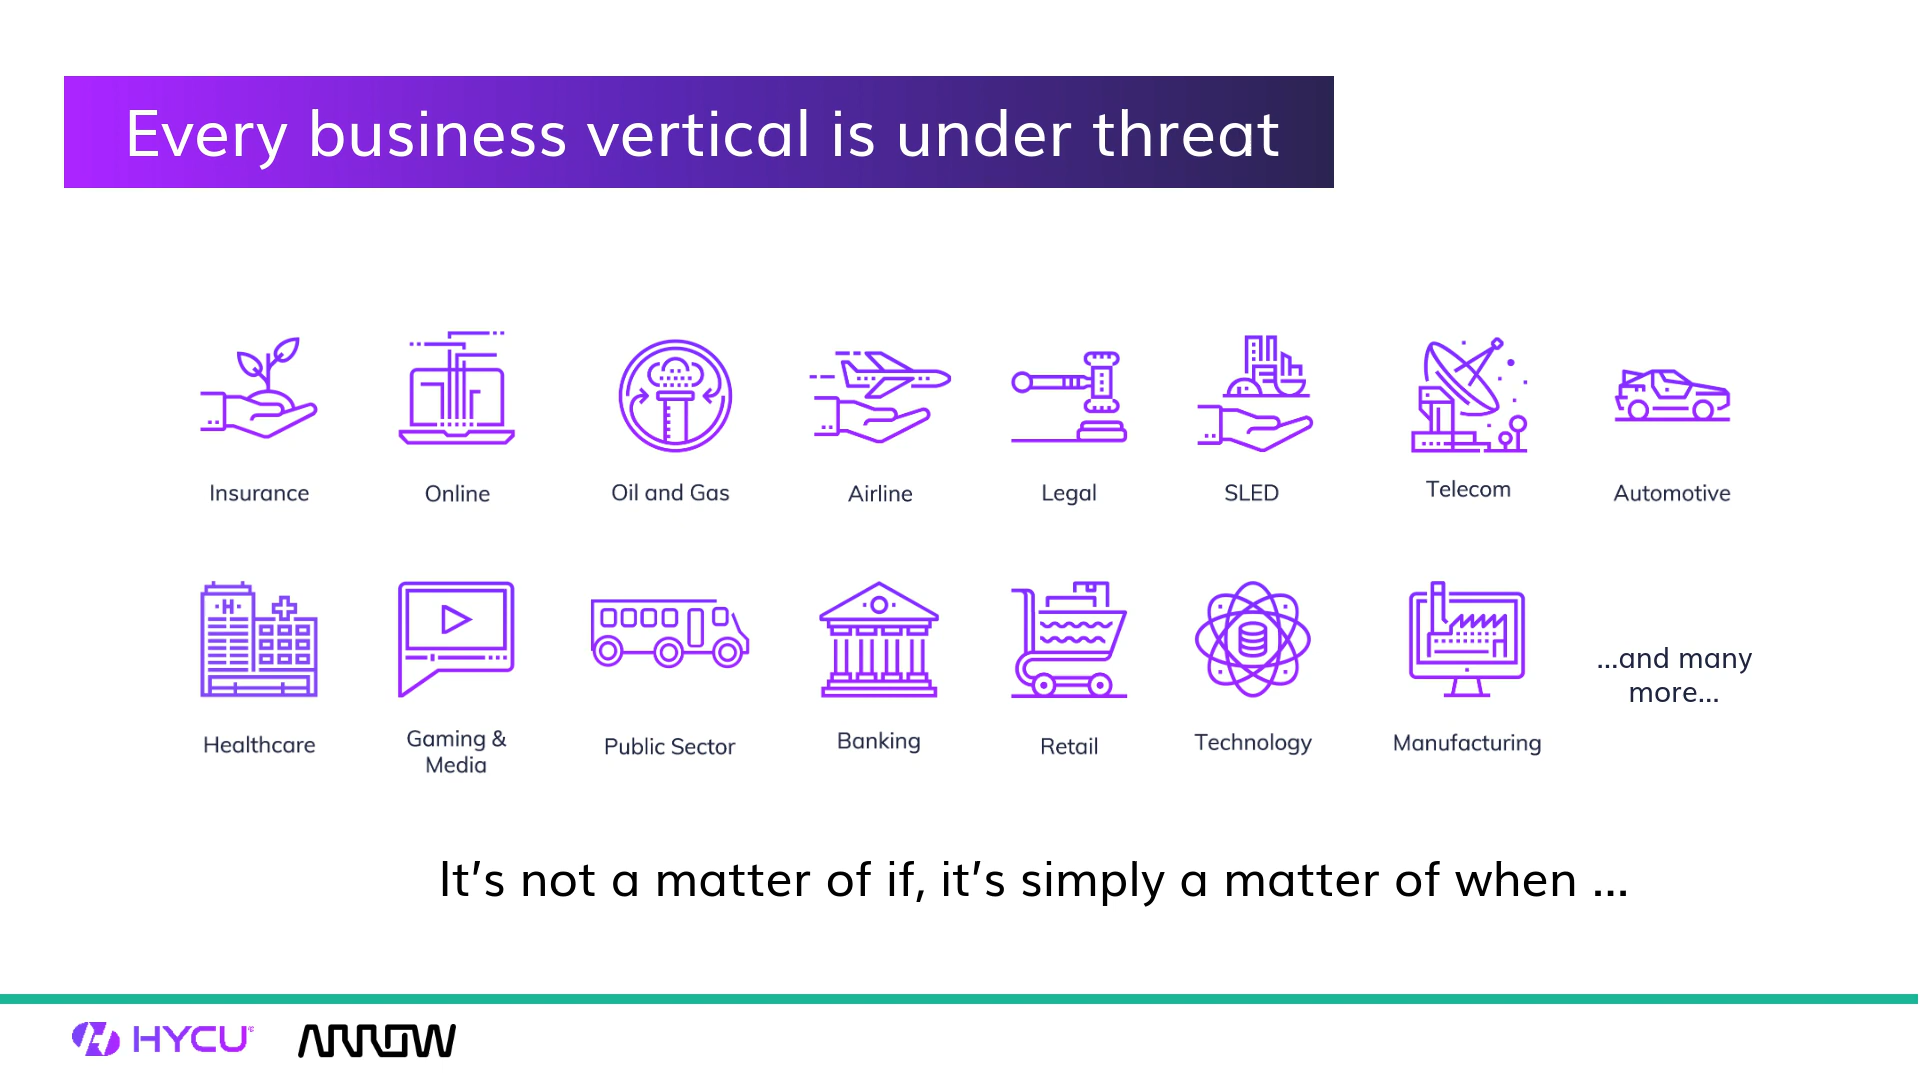 Every business vertical is under threat
Insurance
Online
Oil and Gas
Airline
Legal
SLED
Telecom
Automotive
H
Healthcare
Gaming &
Media
Public Sector
Banking
Retail
Technology
Manufacturing
...and many
more...
It's not a matter of if, it's simply a matter of when ...
HYCU
ARROW